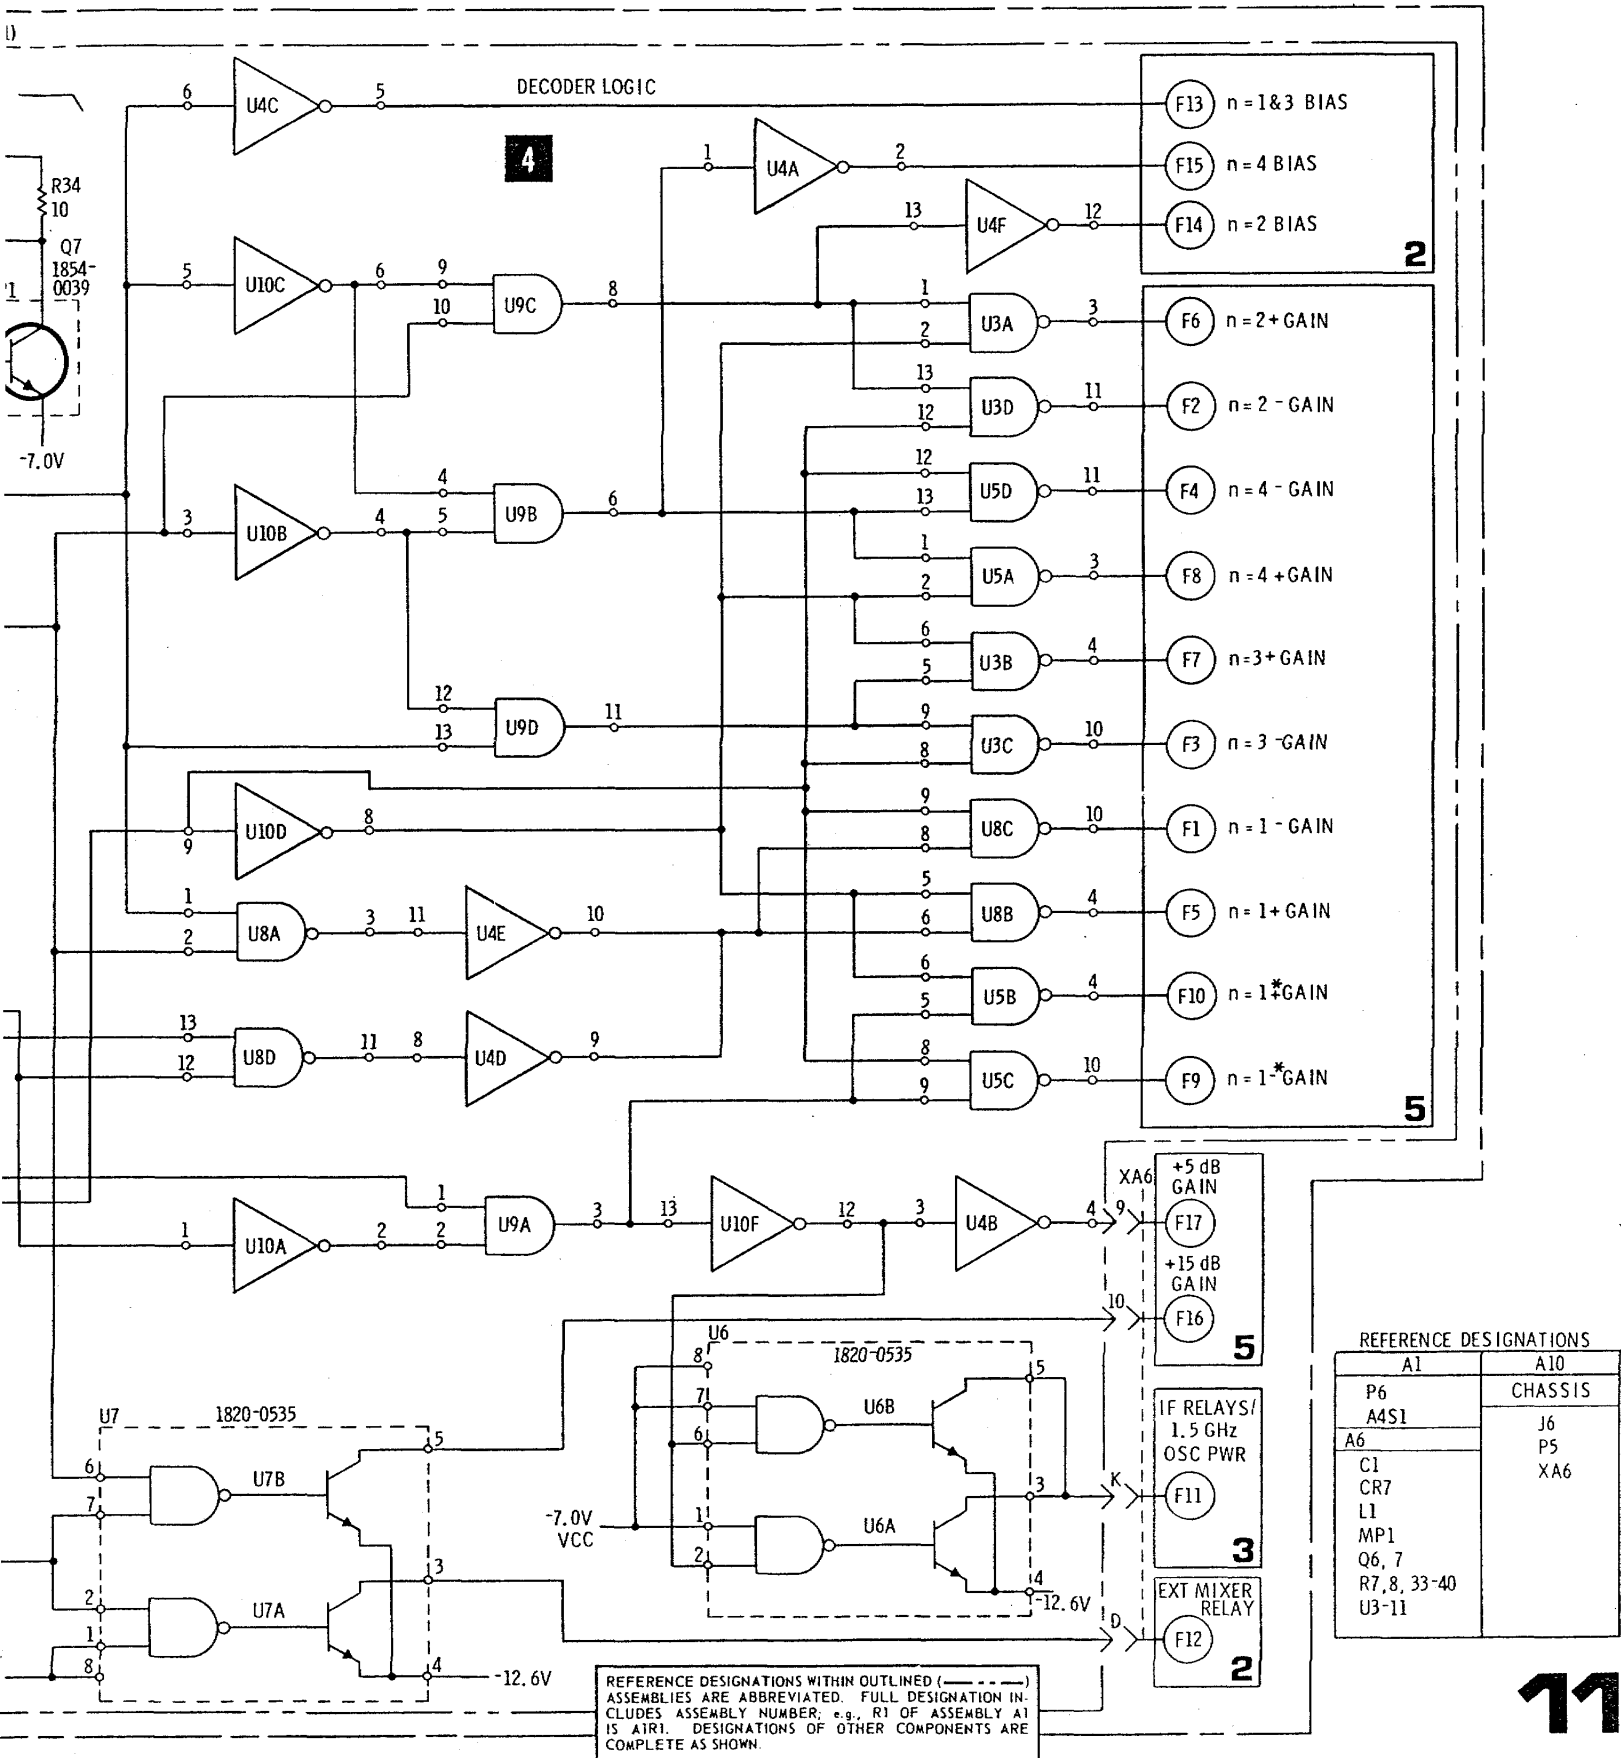 DECODER LOGIC
4
6 U4C 5
F13 n = 1&3 BIAS
1 U4A 2
F15 n = 4 BIAS
13 U4F 12
F14 n = 2 BIAS
2
R34
10
Q7
1854-
0039
-7.0V
5 U10C 6
9 10 U9C 8
1 2 U3A 3
F6 n = 2 + GAIN
13 12 U3D 11
F2 n = 2 - GAIN
3 U10B 4
4 5 U9B 6
12 13 U5D 11
F4 n = 4 - GAIN
1 2 U5A 3
F8 n = 4 + GAIN
6 5 U3B 4
F7 n = 3 + GAIN
12 13 U9D 11
9 8 U3C 10
F3 n = 3 - GAIN
9 U10D 8
9 8 U8C 10
F1 n = 1 - GAIN
1 2 U8A 3
11 U4E 10
5 6 U8B 4
F5 n = 1 + GAIN
6 5 U5B 4
F10 n = 1+* GAIN
13 12 U8D 11
8 U4D 9
8 9 U5C 10
F9 n = 1-* GAIN
5
1 U10A 2
1 2 U9A 3
13 U10F 12
3 U4B 4
XA6
9
+5 dB
GAIN
F17
+15 dB
GAIN
10
F16
5
U6
1820-0535
8
7
6
U6B
5
3
-7.0V
VCC
1
2
U6A
4
-12.6V
K
IF RELAYS/
1.5 GHz
OSC PWR
F11
3
D
EXT MIXER
RELAY
F12
2
U7
1820-0535
6
7
U7B
5
3
2
1
8
U7A
4
-12.6V
REFERENCE DESIGNATIONS
A1
P6
A4S1
A6
C1
CR7
L1
MP1
Q6, 7
R7, 8, 33-40
U3-11
A10
CHASSIS
J6
P5
XA6
REFERENCE DESIGNATIONS WITHIN OUTLINED ( )
ASSEMBLIES ARE ABBREVIATED. FULL DESIGNATION IN-
CLUDES ASSEMBLY NUMBER; e.g., R1 OF ASSEMBLY A1
IS A1R1. DESIGNATIONS OF OTHER COMPONENTS ARE
COMPLETE AS SHOWN.
11